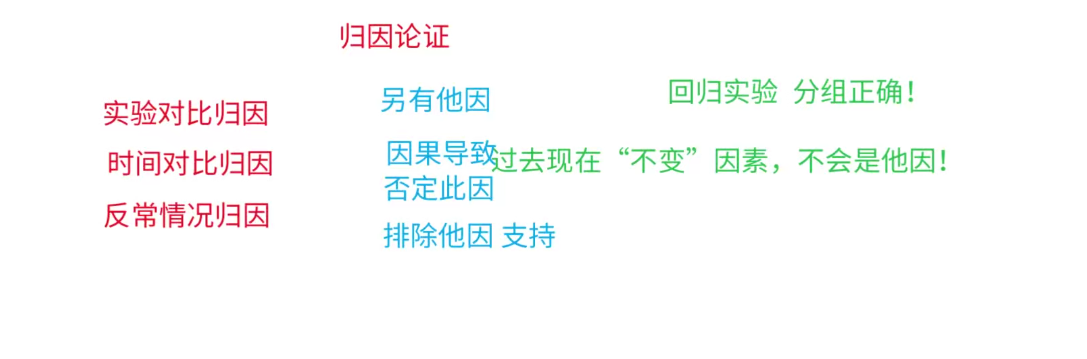 归因论证
实验对比归因
时间对比归因
反常情况归因
另有他因
因果导致
否定此因
排除他因 支持
回归实验 分组正确！
过去现在“不变”因素，不会是他因！